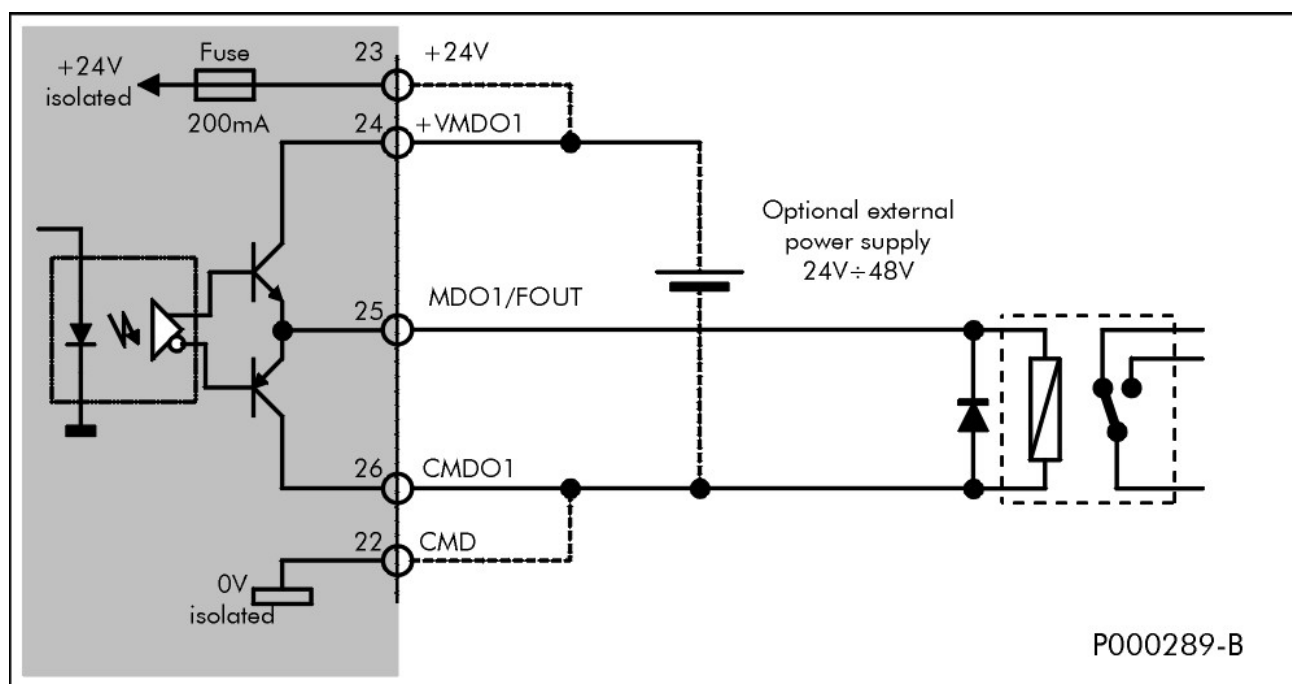 Fuse
23
+24V
+24V
isolated
200mA
24
+VMDO1
Optional external
power supply
24V÷48V
25
MDO1/FOUT
26
CMDO1
22
CMD
0V
isolated
P000289-B